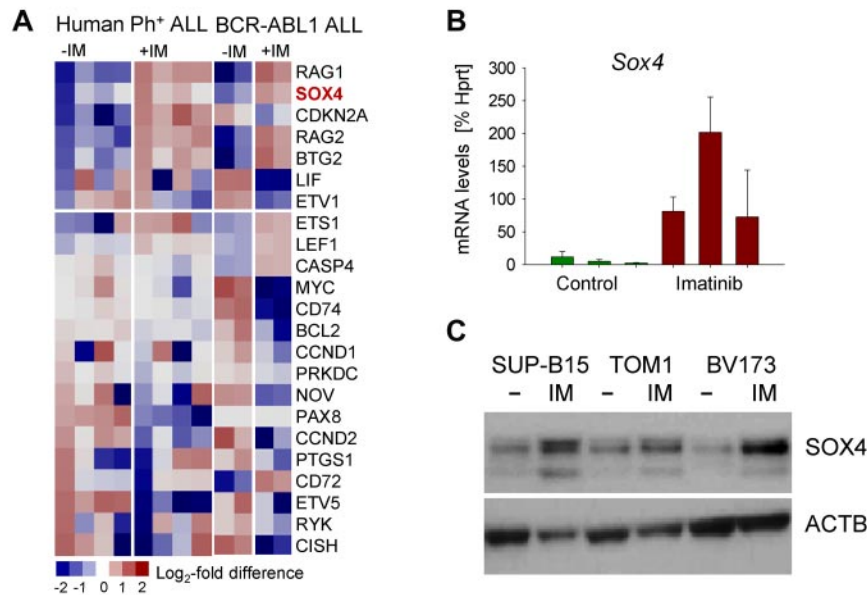 A
Human Ph+ ALL BCR-ABL1 ALL
-IM +IM -IM +IM
RAG1
SOX4
CDKN2A
RAG2
BTG2
LIF
ETV1
ETS1
LEF1
CASP4
MYC
CD74
BCL2
CCND1
PRKDC
NOV
PAX8
CCND2
PTGS1
CD72
ETV5
RYK
CISH
Log2-fold difference
-2 -1 0 1 2
B
Sox4
mRNA levels [% Hprt]
300
250
200
150
100
50
0
Control Imatinib
C
SUP-B15 TOM1 BV173
– IM – IM – IM
SOX4
ACTB